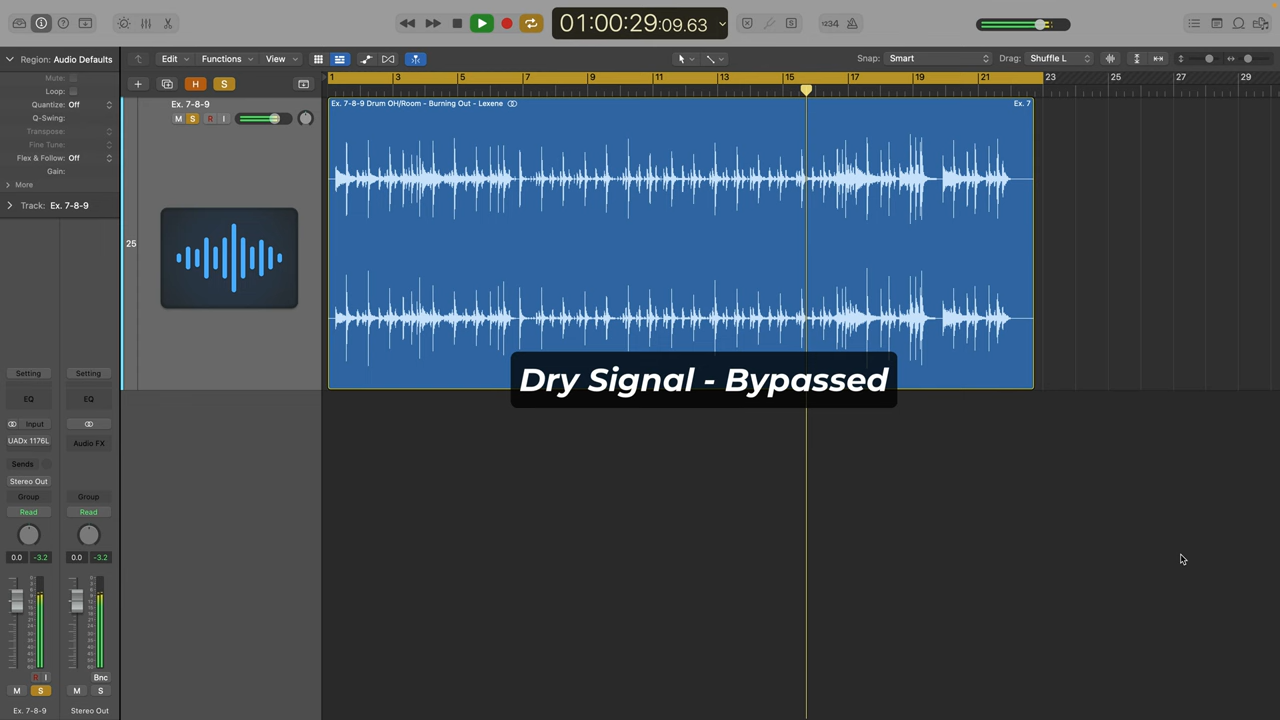 01:00:29:09.63
1234
Region: Audio Defaults
Edit
Functions
View
Snap: Smart
Drag: Shuffle L
Mute:
Loop:
Quantize: Off
Q-Swing:
Transpose:
Fine Tune:
Flex & Follow: Off
Gain:
More
Track: Ex. 7-8-9
H
S
1 3 5 7 9 11 13 15 17 19 21 23 25 27 29
Ex. 7-8-9
M S R I
25
Ex. 7-8-9 Drum OH/Room - Burning Out - Lexene
Ex. 7
Dry Signal - Bypassed
Setting Setting
EQ EQ
Input
UADx 1176L Audio FX
Sends
Stereo Out
Group Group
Read Read
0.0 -3.2 0.0 -3.2
R I Bnc
M S M S
Ex. 7-8-9 Stereo Out